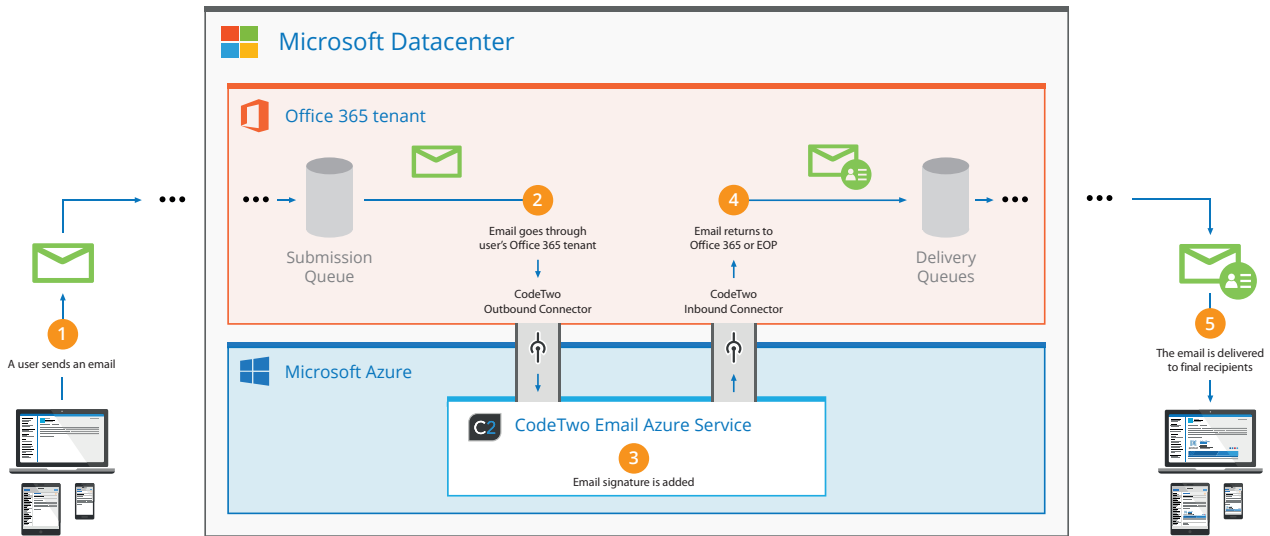 Microsoft Datacenter
Office 365 tenant
2
4
Email goes through
user's Office 365 tenant
Email returns to
Office 365 or EOP
Submission
Queue
Delivery
Queues
CodeTwo
Outbound Connector
CodeTwo
Inbound Connector
1
A user sends an email
5
The email is delivered
to final recipients
Microsoft Azure
C2
CodeTwo Email Azure Service
3
Email signature is added